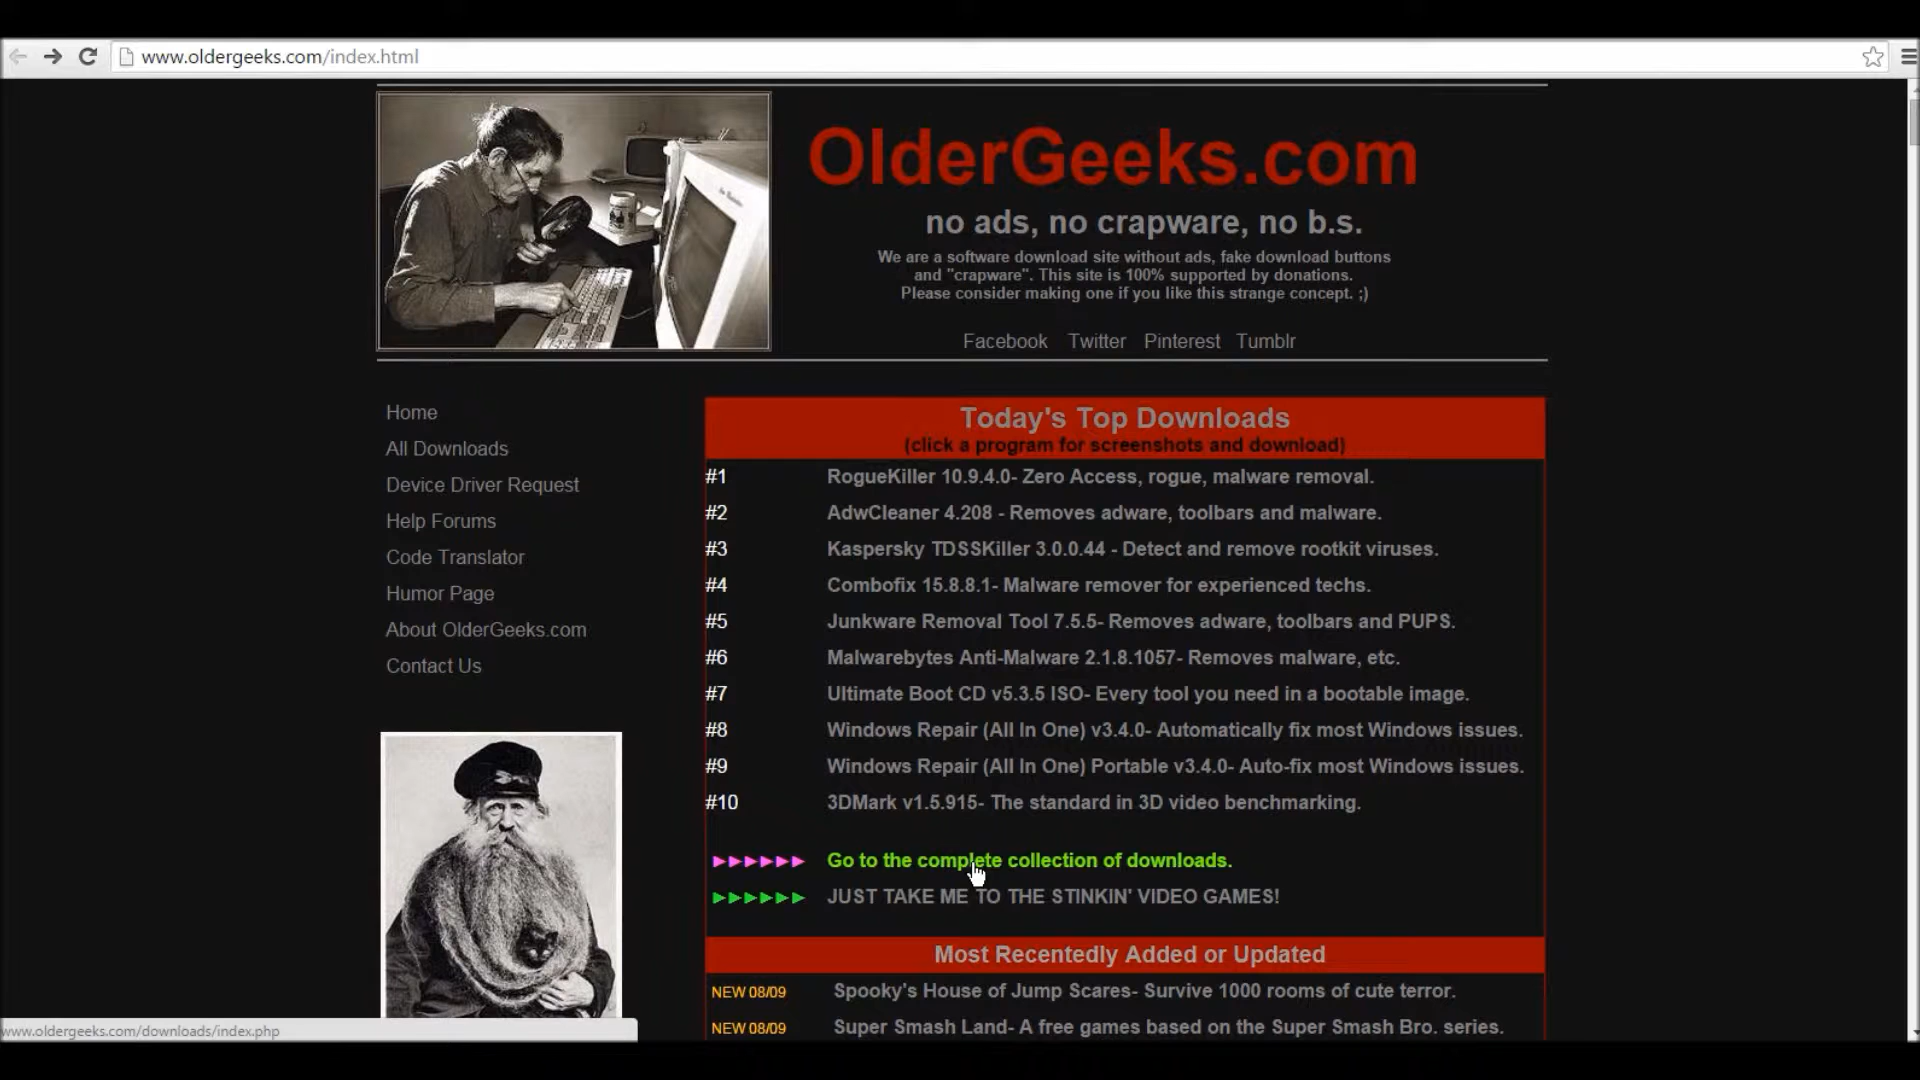 www.oldergeeks.com/index.html
OlderGeeks.com
no ads, no crapware, no b.s.
We are a software download site without ads, fake download buttons
and "crapware". This site is 100% supported by donations.
Please consider making one if you like this strange concept. ;)
Facebook Twitter Pinterest Tumblr
Home
All Downloads
Device Driver Request
Help Forums
Code Translator
Humor Page
About OlderGeeks.com
Contact Us
Today's Top Downloads
(click a program for screenshots and download)
#1 RogueKiller 10.9.4.0- Zero Access, rogue, malware removal.
#2 AdwCleaner 4.208 - Removes adware, toolbars and malware.
#3 Kaspersky TDSSKiller 3.0.0.44 - Detect and remove rootkit viruses.
#4 Combofix 15.8.8.1- Malware remover for experienced techs.
#5 Junkware Removal Tool 7.5.5- Removes adware, toolbars and PUPS.
#6 Malwarebytes Anti-Malware 2.1.8.1057- Removes malware, etc.
#7 Ultimate Boot CD v5.3.5 ISO- Every tool you need in a bootable image.
#8 Windows Repair (All In One) v3.4.0- Automatically fix most Windows issues.
#9 Windows Repair (All In One) Portable v3.4.0- Auto-fix most Windows issues.
#10 3DMark v1.5.915- The standard in 3D video benchmarking.
Go to the complete collection of downloads.
JUST TAKE ME TO THE STINKIN' VIDEO GAMES!
Most Recentedly Added or Updated
NEW 08/09 Spooky's House of Jump Scares- Survive 1000 rooms of cute terror.
NEW 08/09 Super Smash Land- A free games based on the Super Smash Bro. series.
www.oldergeeks.com/downloads/index.php